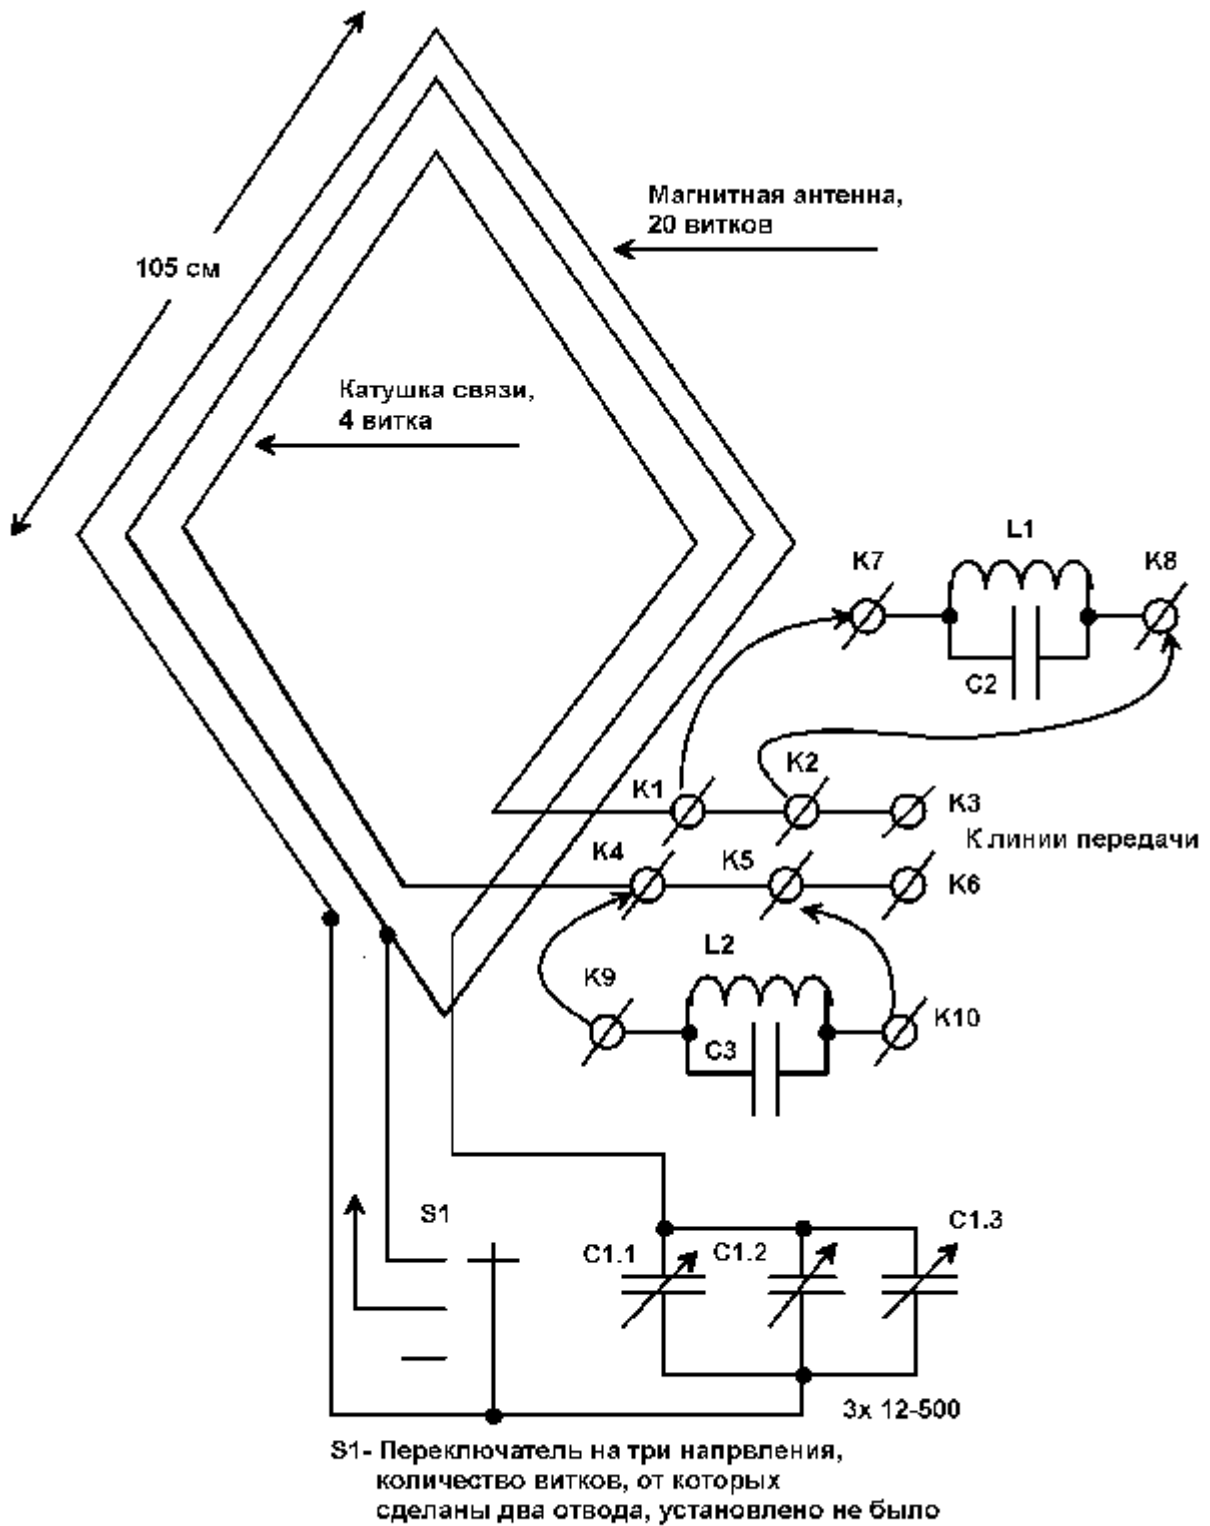 Магнитная антенна,
20 витков
105 см
Катушка связи,
4 витка
L1
K7
K8
C2
K2
K1
K3
К линии передачи
K4
K5
K6
L2
K9
K10
C3
S1
C1.1
C1.2
C1.3
3x 12-500
S1- Переключатель на три напрвления,
количество витков, от которых
сделаны два отвода, установлено не было